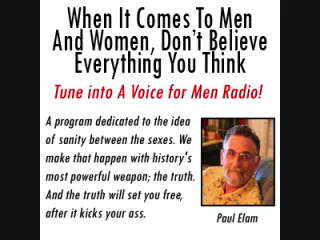 When It Comes To Men
And Women, Don't Believe
Everything You Think
Tune into A Voice for Men Radio!
A program dedicated to the idea
of sanity between the sexes. We
make that happen with history's
most powerful weapon; the truth.
And the truth will set you free,
after it kicks your ass.
Paul Elam